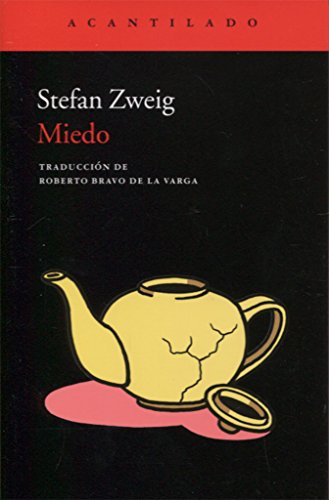 ACANTILADO
Stefan Zweig
Miedo
TRADUCCIÓN DE
ROBERTO BRAVO DE LA VARGA